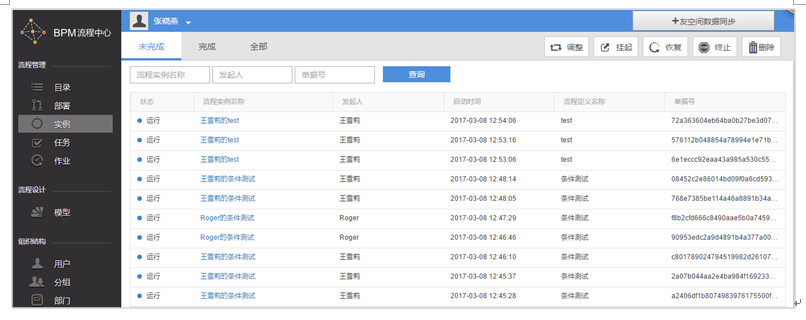 BPM流程中心
张晓燕
+友空间数据同步
流程管理
目录
部署
实例
任务
作业
流程设计
模型
组织结构
用户
分组
部门
未完成 完成 全部
调整 挂起 恢复 终止 删除
流程实例名称 发起人 单据号 查询
状态 流程实例名称 发起人 启动时间 流程定义名称 单据号
运行 王雪莉的test 王雪莉 2017-03-08 12:54:06 test 72a363604eb64ba0b27be3d07...
运行 王雪莉的test 王雪莉 2017-03-08 12:53:16 test 576112b048854a78994e1e71b...
运行 王雪莉的test 王雪莉 2017-03-08 12:53:06 test 6e1eccc92eaa43a985a530c55...
运行 王雪莉的条件测试 王雪莉 2017-03-08 12:48:14 条件测试 08452c2e86014bd09f0a6cd593...
运行 王雪莉的条件测试 王雪莉 2017-03-08 12:48:05 条件测试 768e7385be114a46a8891b34a...
运行 Roger的条件测试 Roger 2017-03-08 12:47:29 条件测试 f8b2cfd666c8490aae5b0a7459...
运行 Roger的条件测试 Roger 2017-03-08 12:46:46 条件测试 90953edc2a9d4891b4a377a00...
运行 王雪莉的条件测试 王雪莉 2017-03-08 12:46:10 条件测试 c801789024794519982d26107...
运行 王雪莉的条件测试 王雪莉 2017-03-08 12:45:37 条件测试 2a07b044aa2e4ba984f169233...
运行 王雪莉的条件测试 王雪莉 2017-03-08 12:45:28 条件测试 a2406df1b8074983976175500f...